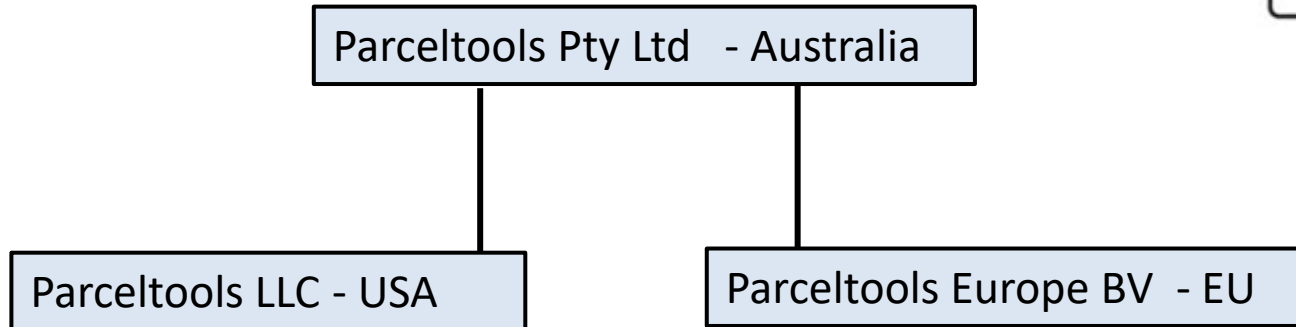 Parceltools Pty Ltd - Australia
Parceltools LLC - USA
Parceltools Europe BV - EU